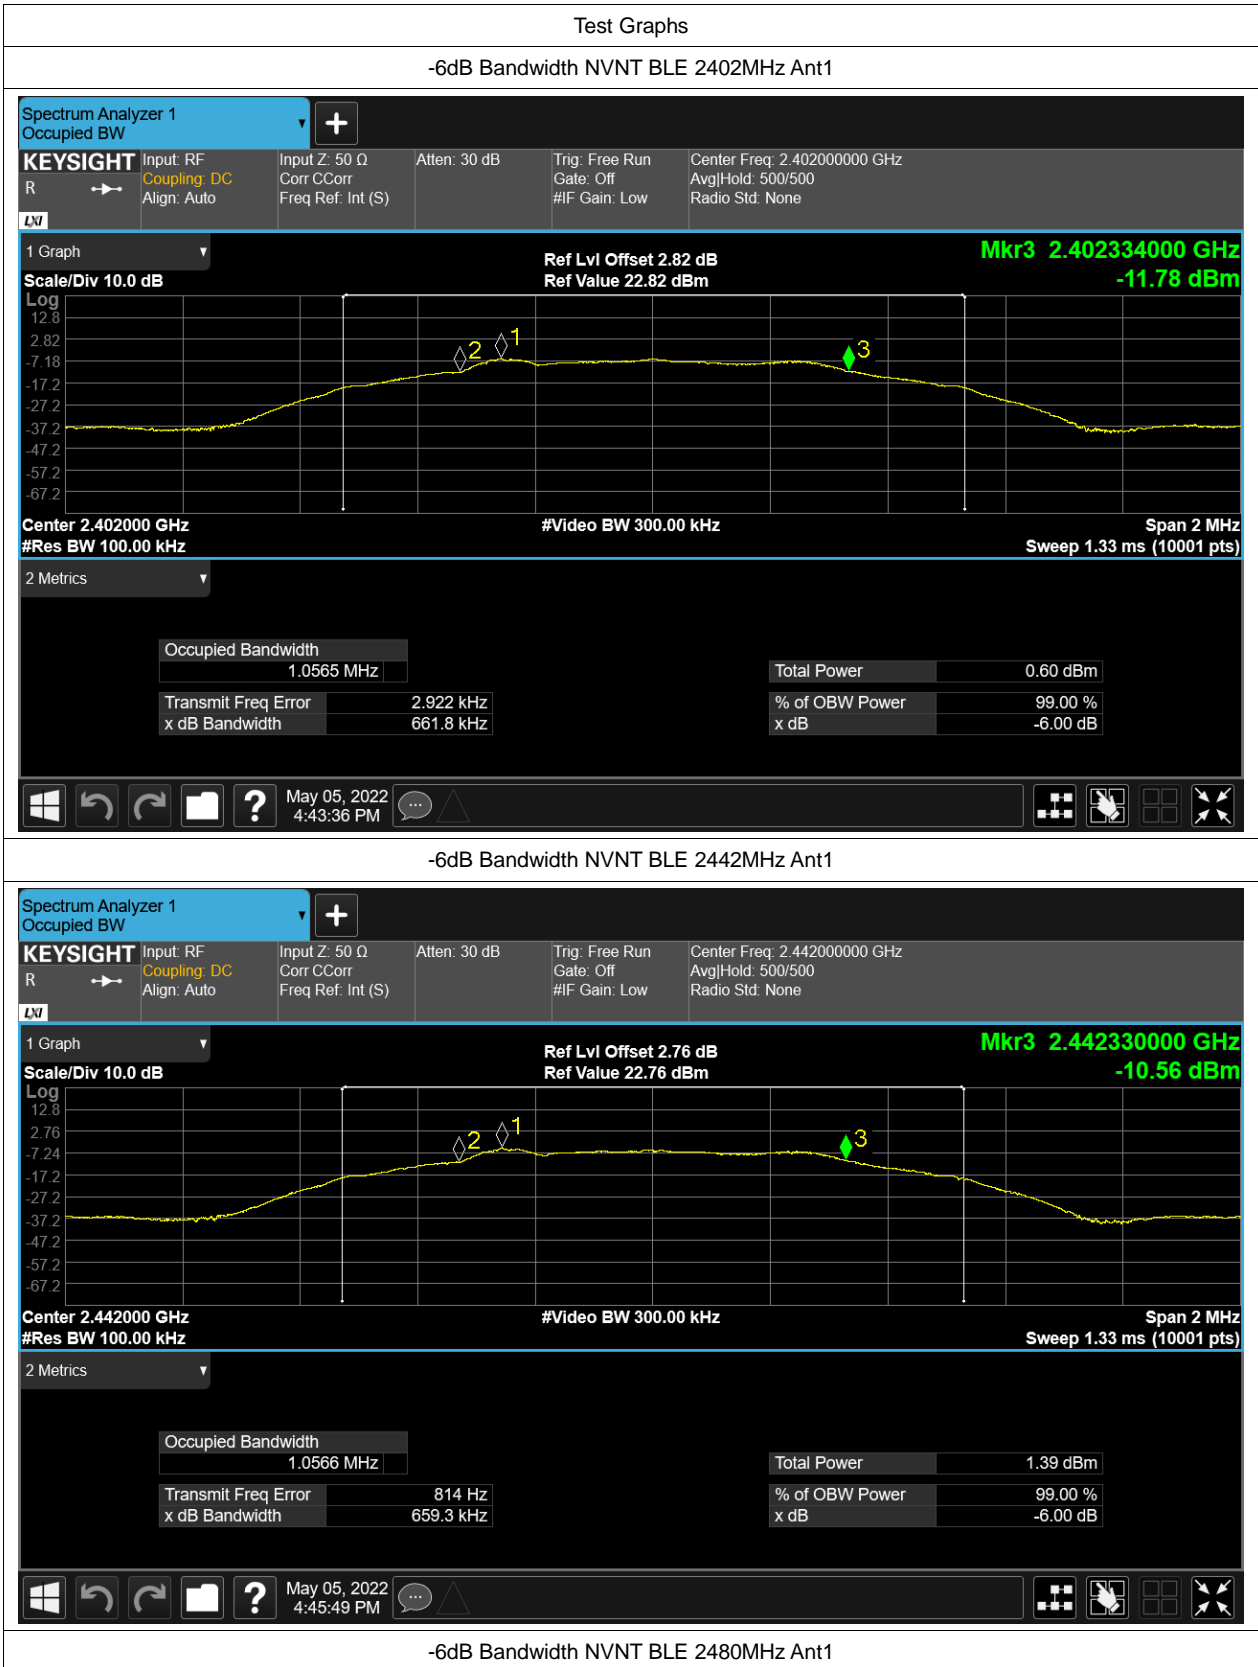 Test Graphs
-6dB Bandwidth NVNT BLE 2402MHz Ant1
Spectrum Analyzer 1
Occupied BW
KEYSIGHT Input: RF Input Z: 50 Ω Atten: 30 dB Trig: Free Run Center Freq: 2.402000000 GHz
R Coupling: DC Corr CCorr Gate: Off Avg|Hold: 500/500
Align: Auto Freq Ref: Int (S) #IF Gain: Low Radio Std: None
LXI
1 Graph Ref Lvl Offset 2.82 dB Mkr3 2.402334000 GHz
Scale/Div 10.0 dB Ref Value 22.82 dBm -11.78 dBm
Log
12.8
2.82
-7.18
-17.2
-27.2
-37.2
-47.2
-57.2
-67.2
2 1 3
Center 2.402000 GHz #Video BW 300.00 kHz Span 2 MHz
#Res BW 100.00 kHz Sweep 1.33 ms (10001 pts)
2 Metrics
Occupied Bandwidth
1.0565 MHz Total Power 0.60 dBm
Transmit Freq Error 2.922 kHz % of OBW Power 99.00 %
x dB Bandwidth 661.8 kHz x dB -6.00 dB
May 05, 2022
4:43:36 PM
-6dB Bandwidth NVNT BLE 2442MHz Ant1
Spectrum Analyzer 1
Occupied BW
KEYSIGHT Input: RF Input Z: 50 Ω Atten: 30 dB Trig: Free Run Center Freq: 2.442000000 GHz
R Coupling: DC Corr CCorr Gate: Off Avg|Hold: 500/500
Align: Auto Freq Ref: Int (S) #IF Gain: Low Radio Std: None
LXI
1 Graph Ref Lvl Offset 2.76 dB Mkr3 2.442330000 GHz
Scale/Div 10.0 dB Ref Value 22.76 dBm -10.56 dBm
Log
12.8
2.76
-7.24
-17.2
-27.2
-37.2
-47.2
-57.2
-67.2
2 1 3
Center 2.442000 GHz #Video BW 300.00 kHz Span 2 MHz
#Res BW 100.00 kHz Sweep 1.33 ms (10001 pts)
2 Metrics
Occupied Bandwidth
1.0566 MHz Total Power 1.39 dBm
Transmit Freq Error 814 Hz % of OBW Power 99.00 %
x dB Bandwidth 659.3 kHz x dB -6.00 dB
May 05, 2022
4:45:49 PM
-6dB Bandwidth NVNT BLE 2480MHz Ant1